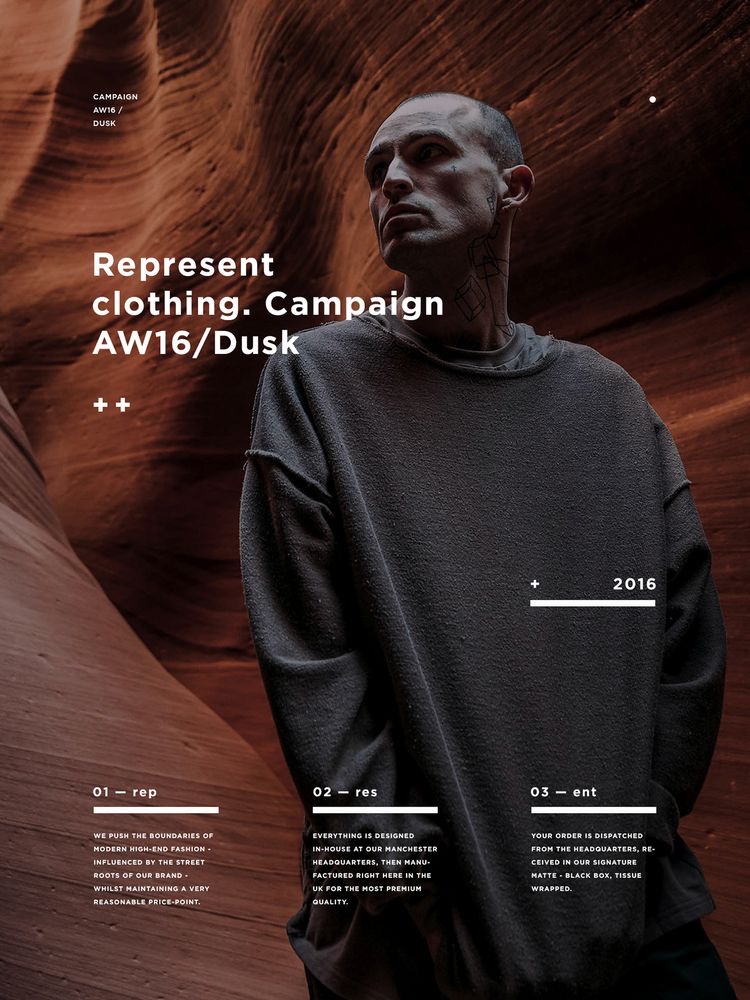 CAMPAIGN
AW16 /
DUSK
Represent
clothing. Campaign
AW16/Dusk
++
+ 2016
01 — rep
WE PUSH THE BOUNDARIES OF
MODERN HIGH-END FASHION -
INFLUENCED BY THE STREET
ROOTS OF OUR BRAND -
WHILST MAINTAINING A VERY
REASONABLE PRICE-POINT.
02 — res
EVERYTHING IS DESIGNED
IN-HOUSE AT OUR MANCHESTER
HEADQUARTERS, THEN MANU-
FACTURED RIGHT HERE IN THE
UK FOR THE MOST PREMIUM
QUALITY.
03 — ent
YOUR ORDER IS DISPATCHED
FROM THE HEADQUARTERS, RE-
CEIVED IN OUR SIGNATURE
MATTE - BLACK BOX, TISSUE
WRAPPED.